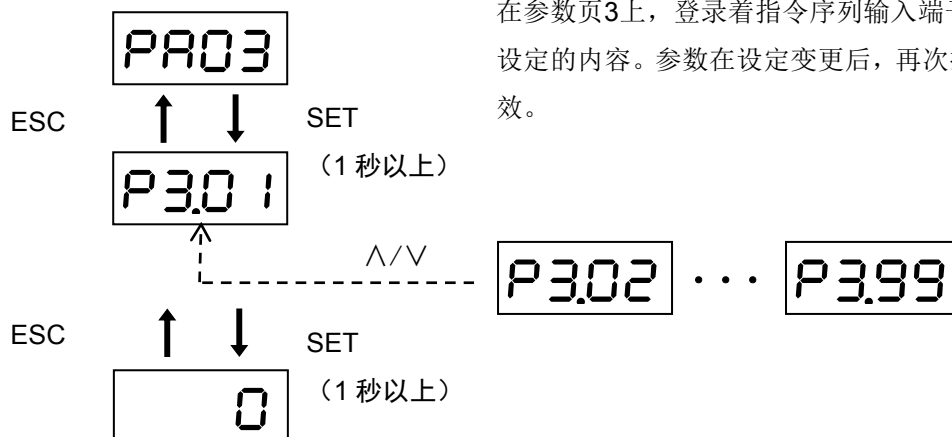 在参数页3上，登录着指令序列输入端
设定的内容。参数在设定变更后，再次
效。
PA03
ESC SET
（1 秒以上）
P3.01
∧/∨
P3.02 ··· P3.99
ESC SET
（1 秒以上）
0